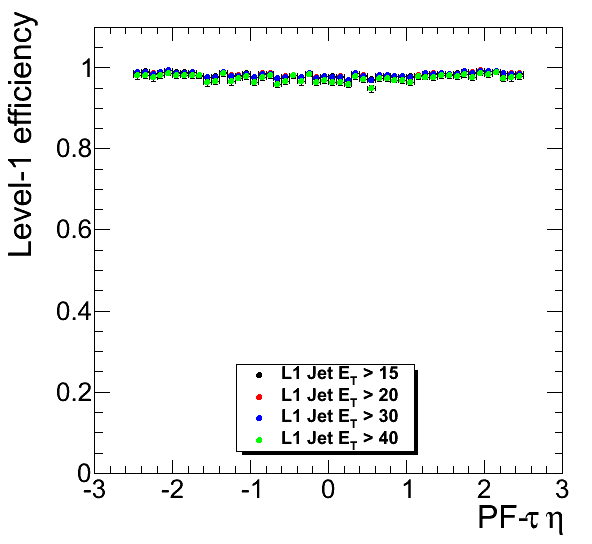 Level-1 efficiency
1
0.8
0.6
0.4
0.2
0
L1 Jet E_T > 15
L1 Jet E_T > 20
L1 Jet E_T > 30
L1 Jet E_T > 40
-3 -2 -1 0 1 2 3
PF-τ η